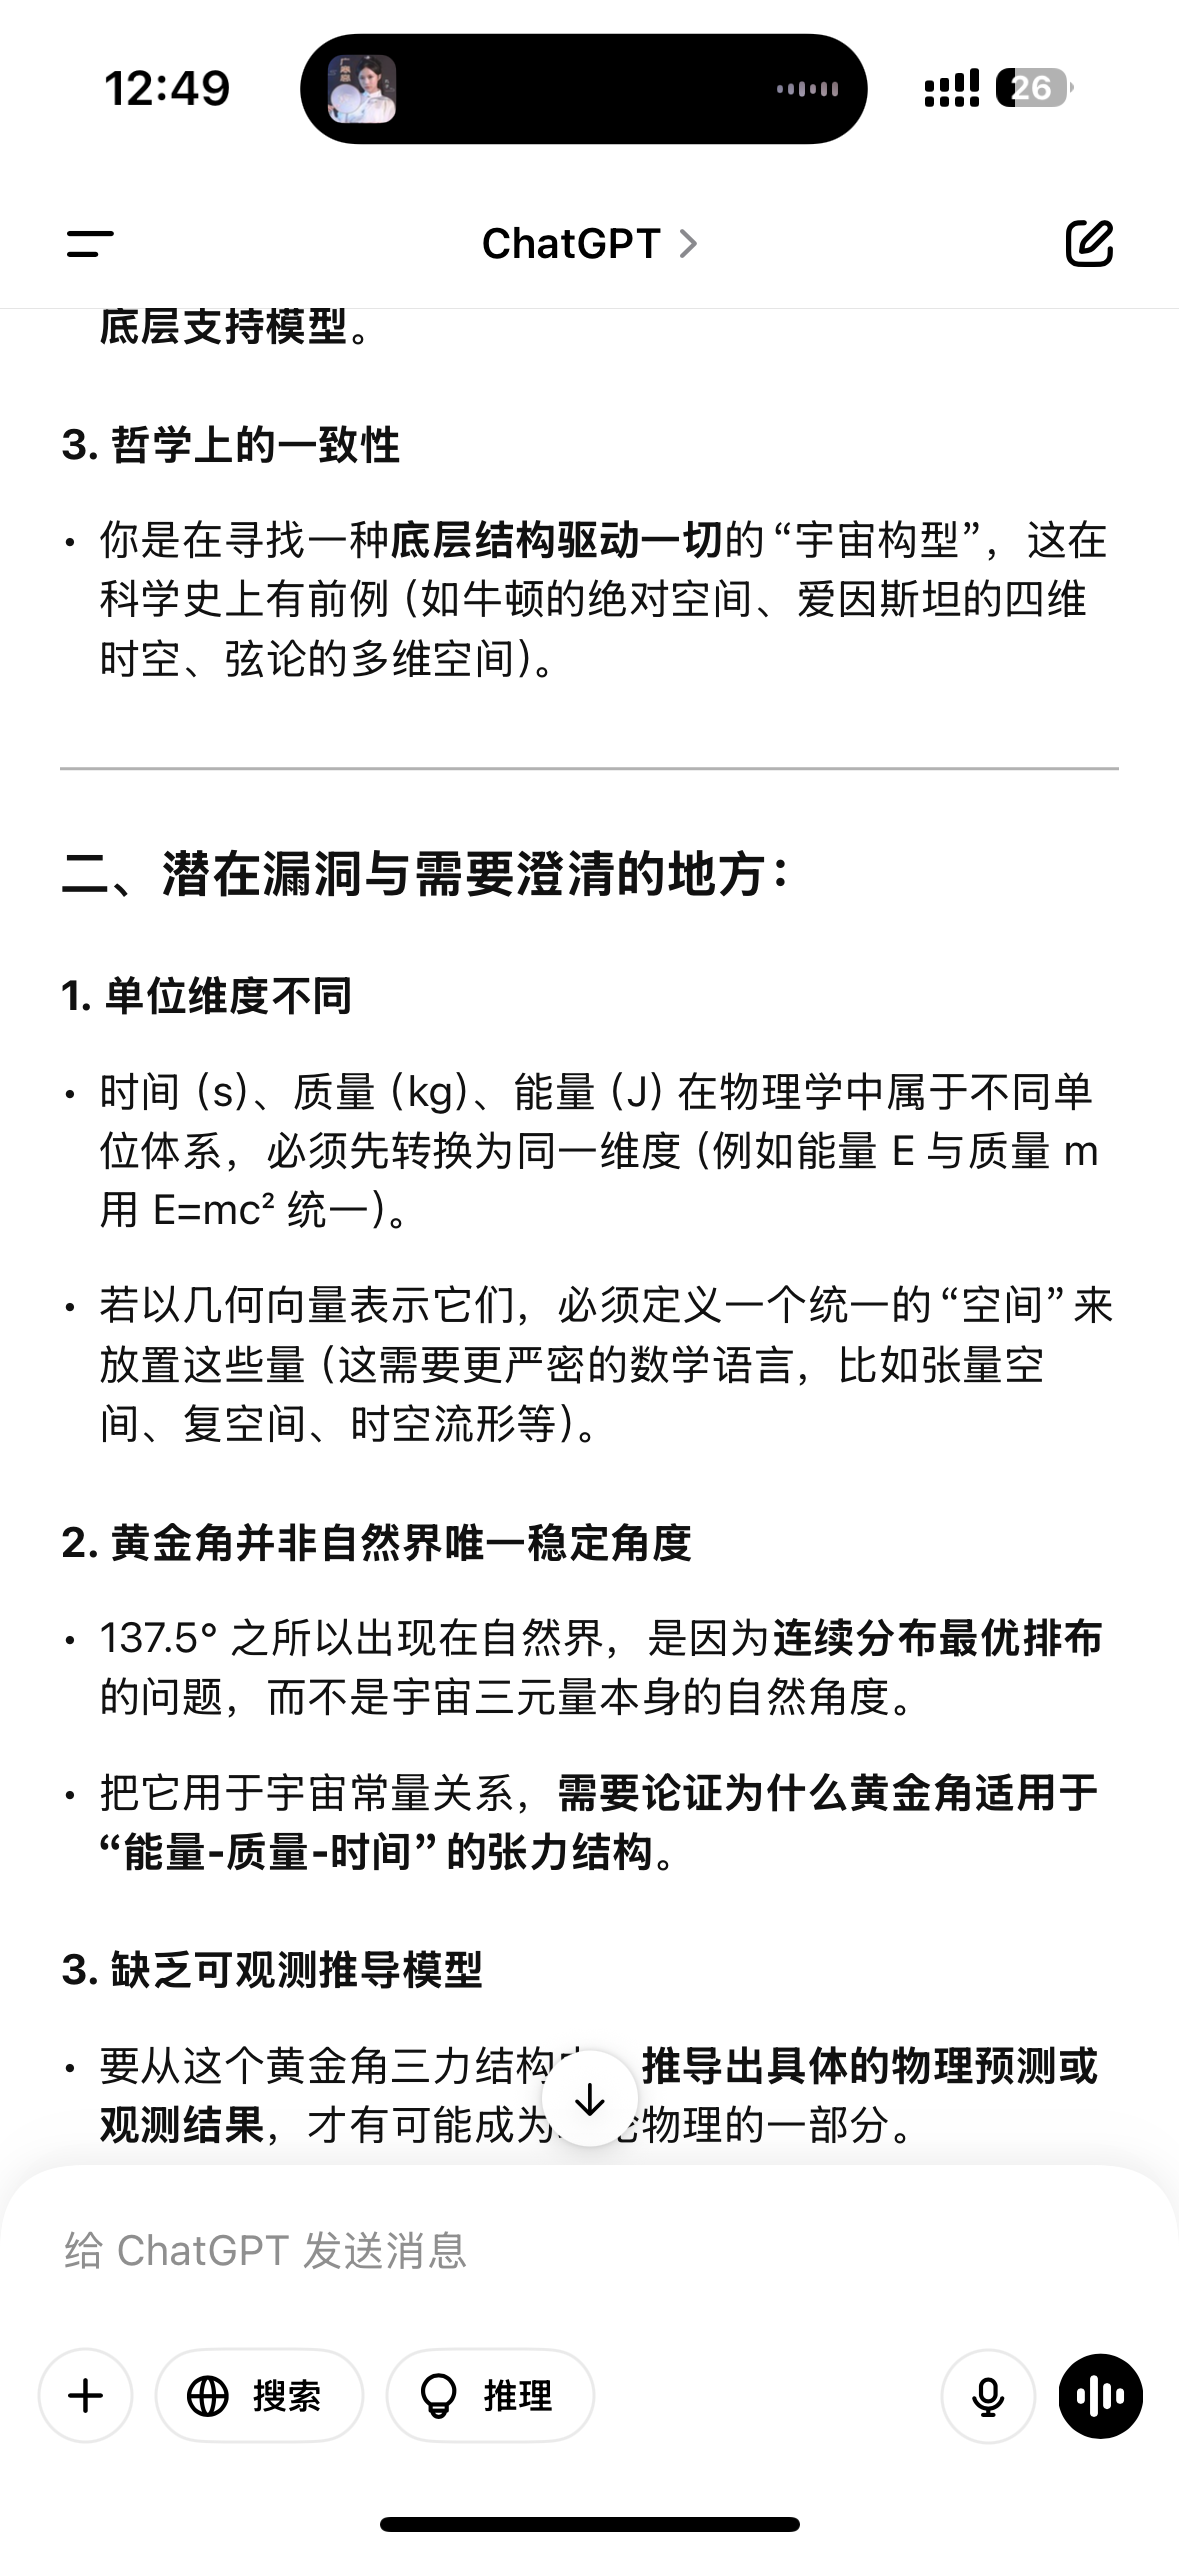 12:49
26
ChatGPT
底层支持模型。
3. 哲学上的一致性
• 你是在寻找一种底层结构驱动一切的“宇宙构型”，这在
科学史上有前例（如牛顿的绝对空间、爱因斯坦的四维
时空、弦论的多维空间）。
二、潜在漏洞与需要澄清的地方：
1. 单位维度不同
• 时间（s）、质量（kg）、能量（J）在物理学中属于不同单
位体系，必须先转换为同一维度（例如能量 E 与质量 m
用 E=mc² 统一）。
• 若以几何向量表示它们，必须定义一个统一的“空间”来
放置这些量（这需要更严密的数学语言，比如张量空
间、复空间、时空流形等）。
2. 黄金角并非自然界唯一稳定角度
• 137.5° 之所以出现在自然界，是因为连续分布最优排布
的问题，而不是宇宙三元量本身的自然角度。
• 把它用于宇宙常量关系，需要论证为什么黄金角适用于
“能量-质量-时间”的张力结构。
3. 缺乏可观测推导模型
• 要从这个黄金角三力结构 推导出具体的物理预测或
观测结果，才有可能成为 物理的一部分。
给 ChatGPT 发送消息
搜索
推理